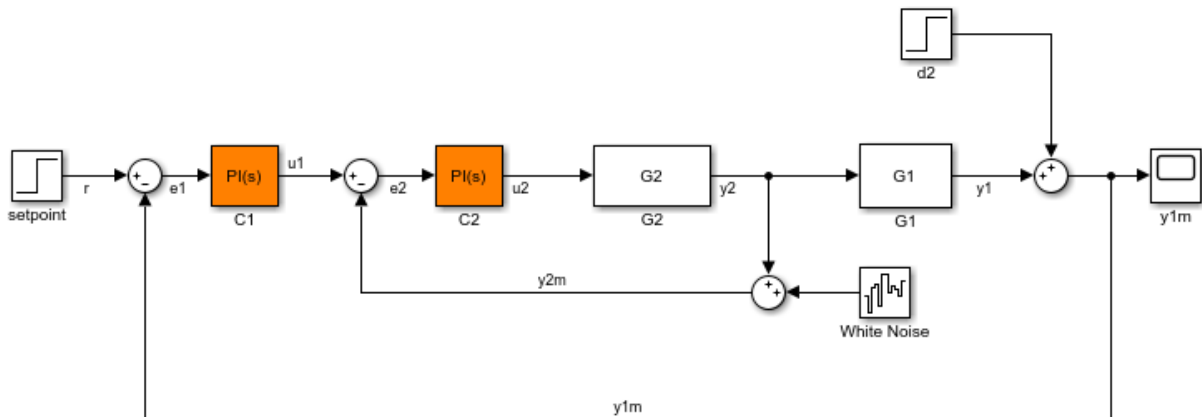 d2
setpoint
r
+
−
e1
PI(s)
C1
u1
+
−
e2
PI(s)
C2
u2
G2
G2
y2
G1
G1
y1
+
+
y1m
y2m
+
+
White Noise
y1m